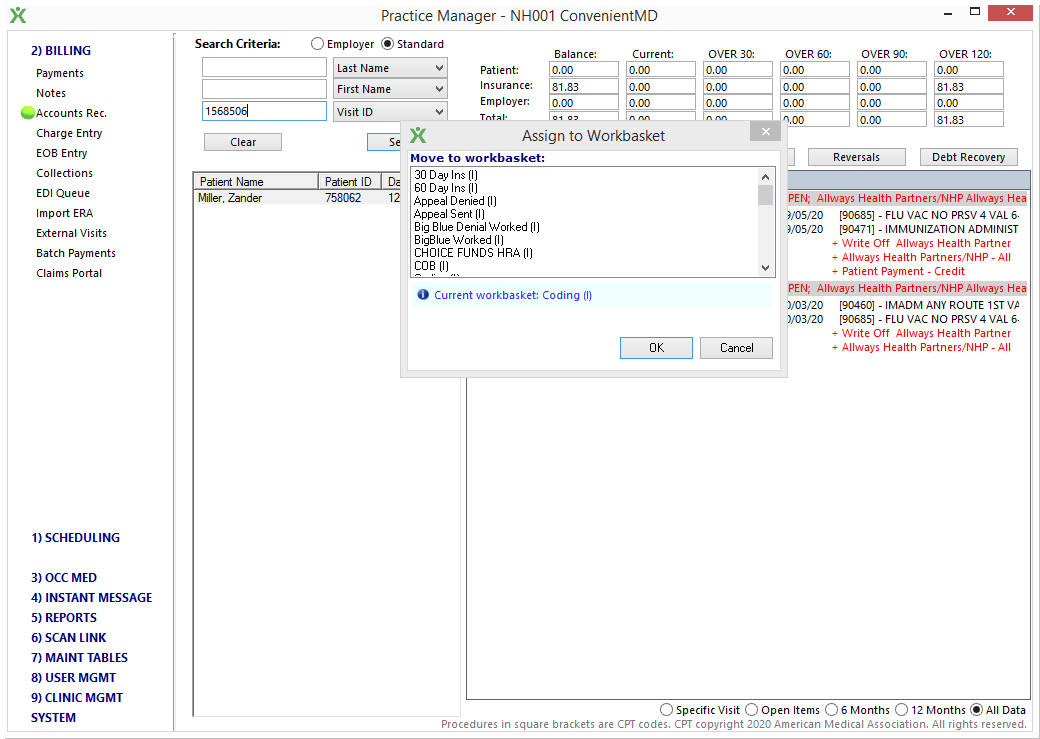 Practice Manager - NH001 ConvenientMD
2) BILLING
Payments
Notes
Accounts Rec.
Charge Entry
EOB Entry
Collections
EDI Queue
Import ERA
External Visits
Batch Payments
Claims Portal
1) SCHEDULING
3) OCC MED
4) INSTANT MESSAGE
5) REPORTS
6) SCAN LINK
7) MAINT TABLES
8) USER MGMT
9) CLINIC MGMT
SYSTEM
Search Criteria: Employer Standard
Last Name
First Name
1568506 Visit ID
Clear Se
Balance: Current: OVER 30: OVER 60: OVER 90: OVER 120:
Patient: 0.00 0.00 0.00 0.00 0.00 0.00
Insurance: 81.83 0.00 0.00 0.00 0.00 81.83
Employer: 0.00 0.00 0.00 0.00 0.00 0.00
Total: 81.83 0.00 0.00 0.00 0.00 81.83
Reversals Debt Recovery
Patient Name Patient ID Da
Miller, Zander 758062 12
Assign to Workbasket
Move to workbasket:
30 Day Ins (I)
60 Day Ins (I)
Appeal Denied (I)
Appeal Sent (I)
Big Blue Denial Worked (I)
BigBlue Worked (I)
CHOICE FUNDS HRA (I)
COB (I)
Current workbasket: Coding (I)
OK Cancel
PEN; Allways Health Partners/NHP Allways Hea
9/05/20 [90685] - FLU VAC NO PRSV 4 VAL 6-
9/05/20 [90471] - IMMUNIZATION ADMINIST
+ Write Off Allways Health Partner
+ Allways Health Partners/NHP - All
+ Patient Payment - Credit
PEN; Allways Health Partners/NHP Allways Hea
0/03/20 [90460] - IMADM ANY ROUTE 1ST VA
0/03/20 [90685] - FLU VAC NO PRSV 4 VAL 6-
+ Write Off Allways Health Partner
+ Allways Health Partners/NHP - All
Specific Visit Open Items 6 Months 12 Months All Data
Procedures in square brackets are CPT codes. CPT copyright 2020 American Medical Association. All rights reserved.